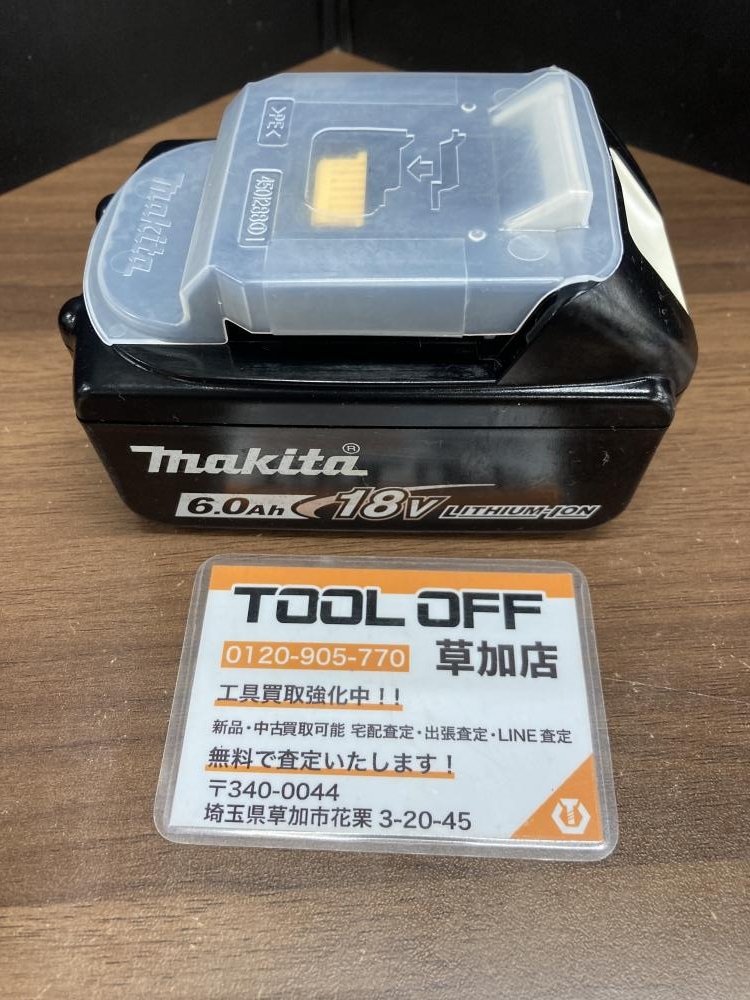 >PE<
450128801
makita
makita®
6.0Ah 18V LITHIUM-ION
TOOL OFF
0120-905-770 草加店
工具買取強化中！！
新品・中古買取可能 宅配査定・出張査定・LINE査定
無料で査定いたします！
〒340-0044
埼玉県草加市花栗 3-20-45